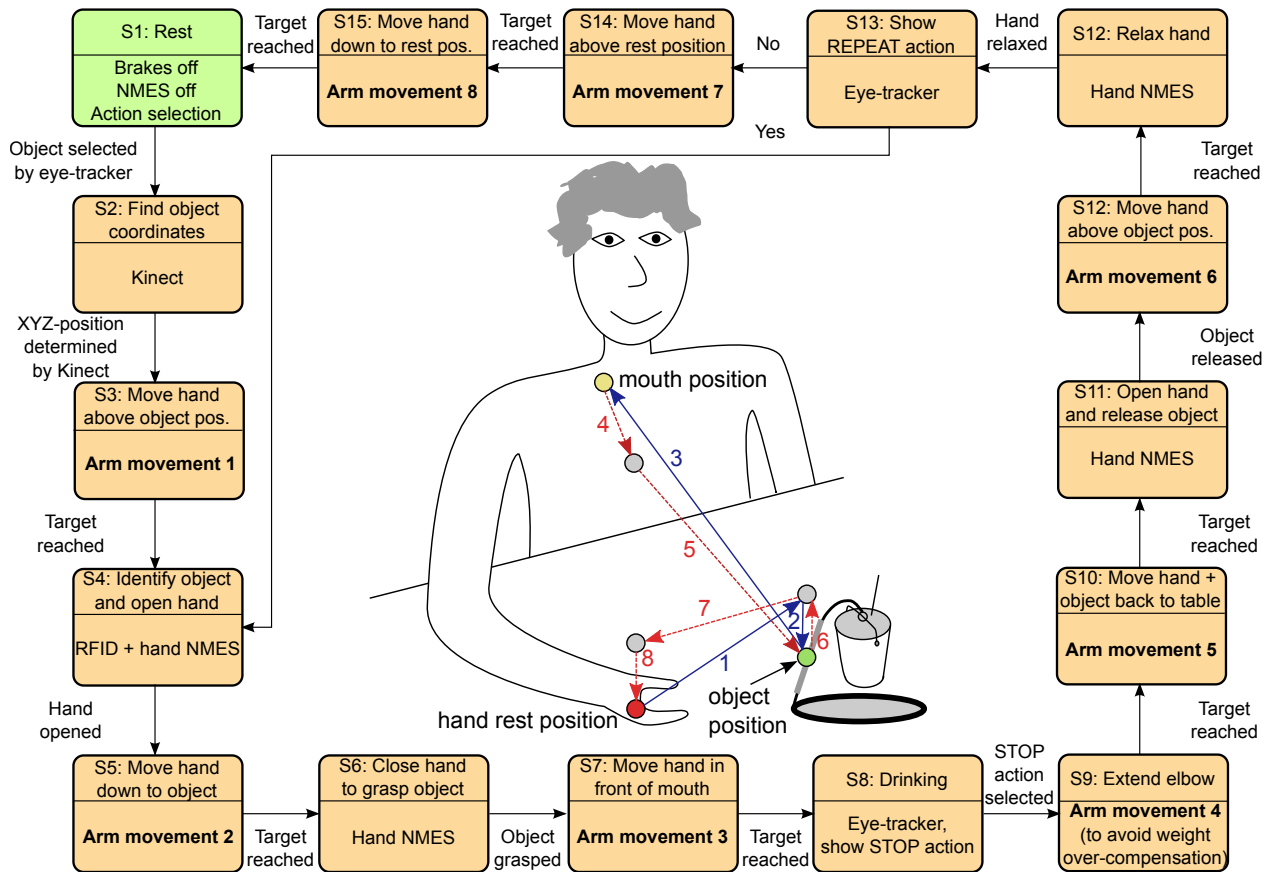 S1: Rest
Brakes off
NMES off
Action selection
Object selected
by eye-tracker
S2: Find object
coordinates
Kinect
XYZ-position
determined
by Kinect
S3: Move hand
above object pos.
Arm movement 1
Target
reached
S4: Identify object
and open hand
RFID + hand NMES
Hand
opened
S5: Move hand
down to object
Arm movement 2
Target
reached
S6: Close hand
to grasp object
Hand NMES
Object
grasped
S7: Move hand in
front of mouth
Arm movement 3
Target
reached
S8: Drinking
Eye-tracker,
show STOP action
STOP
action
selected
S9: Extend elbow
Arm movement 4
(to avoid weight
over-compensation)
Target
reached
S10: Move hand +
object back to table
Arm movement 5
Target
reached
S11: Open hand
and release object
Hand NMES
Object
released
S12: Move hand
above object pos.
Arm movement 6
Target
reached
S12: Relax hand
Hand NMES
Hand
relaxed
S13: Show
REPEAT action
Eye-tracker
No
Yes
S14: Move hand
above rest position
Arm movement 7
Target
reached
S15: Move hand
down to rest pos.
Arm movement 8
Target
reached
mouth position
4
3
5
7
2
6
8
1
object
position
hand rest position